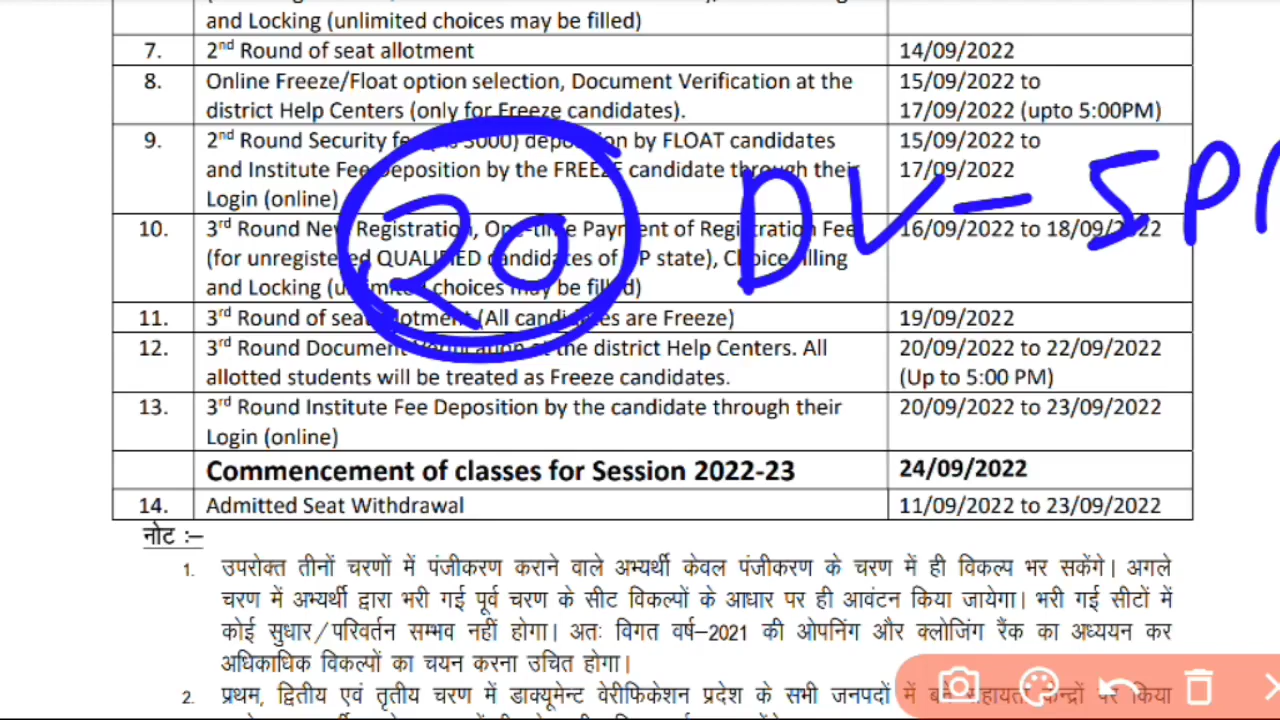 and Locking (unlimited choices may be filled)
7. 2nd Round of seat allotment 14/09/2022
8. Online Freeze/Float option selection, Document Verification at the 15/09/2022 to
district Help Centers (only for Freeze candidates). 17/09/2022 (upto 5:00PM)
9. 2nd Round Security deposition by FLOAT candidates 15/09/2022 to
and Institute Fee Deposition by the FREEZE candidate through their 17/09/2022
Login (online)
10. 3rd Round New Registration, One-time Payment of Registration Fee 16/09/2022 to 18/09/2022
(for unregistered QUALIFIED candidates of UP state), Choice filling
and Locking (unlimited choices may be filled)
11. 3rd Round of seat allotment (All candidates are Freeze) 19/09/2022
12. 3rd Round Document Verification at the district Help Centers. All 20/09/2022 to 22/09/2022
allotted students will be treated as Freeze candidates. (Up to 5:00 PM)
13. 3rd Round Institute Fee Deposition by the candidate through their 20/09/2022 to 23/09/2022
Login (online)
Commencement of classes for Session 2022-23 24/09/2022
14. Admitted Seat Withdrawal 11/09/2022 to 23/09/2022
20 DV-
नोट :–
1. उपरोक्त तीनों चरणों में पंजीकरण कराने वाले अभ्यर्थी केवल पंजीकरण के चरण में ही विकल्प भर सकेंगे। अगले
चरण में अभ्यर्थी द्वारा भरी गई पूर्व चरण के सीट विकल्पों के आधार पर ही आवंटन किया जायेगा। भरी गई सीटों में
कोई सुधार/परिवर्तन सम्भव नहीं होगा। अतः विगत वर्ष–2021 की ओपनिंग और क्लोजिंग रैंक का अध्ययन कर
अधिकाधिक विकल्पों का चयन करना उचित होगा।
2. प्रथम, द्वितीय एवं तृतीय चरण में डाक्यूमेन्ट वेरीफिकेशन प्रदेश के सभी जनपदों में बने सहायता केन्द्रों पर किया